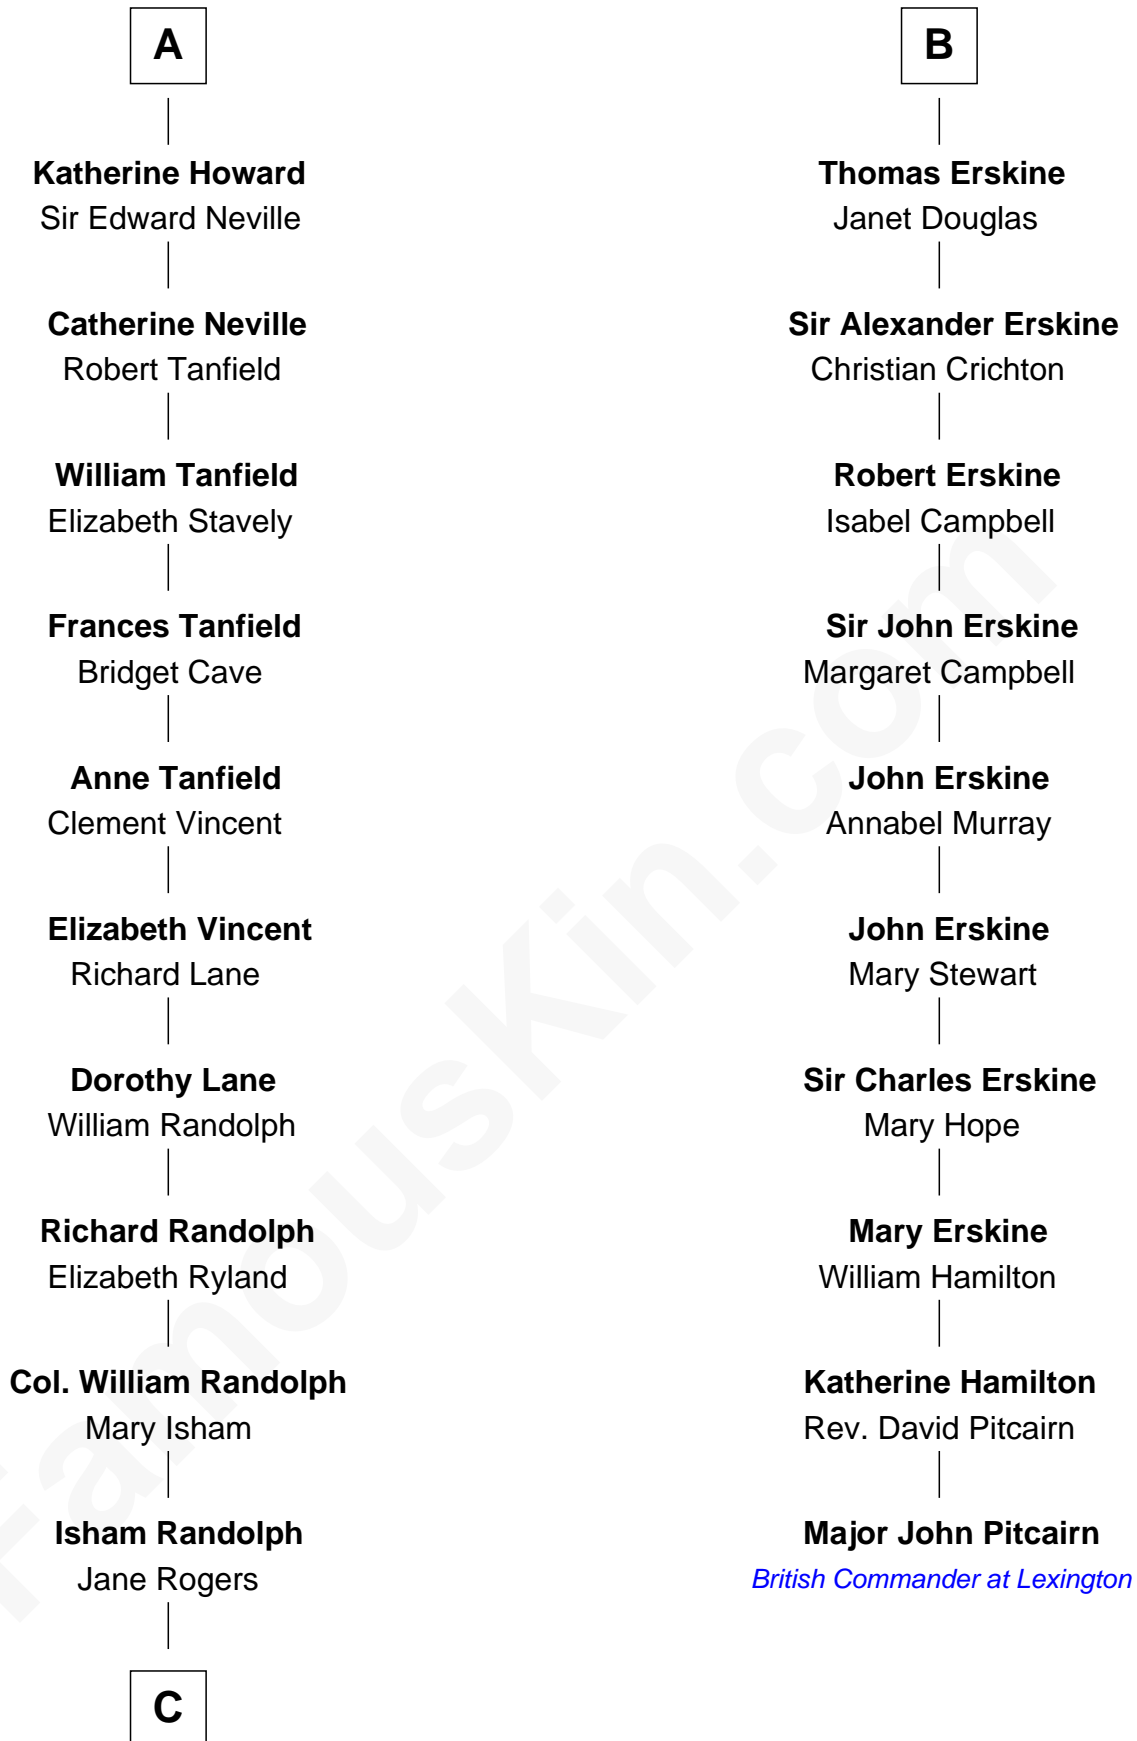 A
Katherine Howard
Sir Edward Neville
Catherine Neville
Robert Tanfield
William Tanfield
Elizabeth Stavely
Frances Tanfield
Bridget Cave
Anne Tanfield
Clement Vincent
Elizabeth Vincent
Richard Lane
Dorothy Lane
William Randolph
Richard Randolph
Elizabeth Ryland
Col. William Randolph
Mary Isham
Isham Randolph
Jane Rogers
C
B
Thomas Erskine
Janet Douglas
Sir Alexander Erskine
Christian Crichton
Robert Erskine
Isabel Campbell
Sir John Erskine
Margaret Campbell
John Erskine
Annabel Murray
John Erskine
Mary Stewart
Sir Charles Erskine
Mary Hope
Mary Erskine
William Hamilton
Katherine Hamilton
Rev. David Pitcairn
Major John Pitcairn
British Commander at Lexington
FamousKin.com